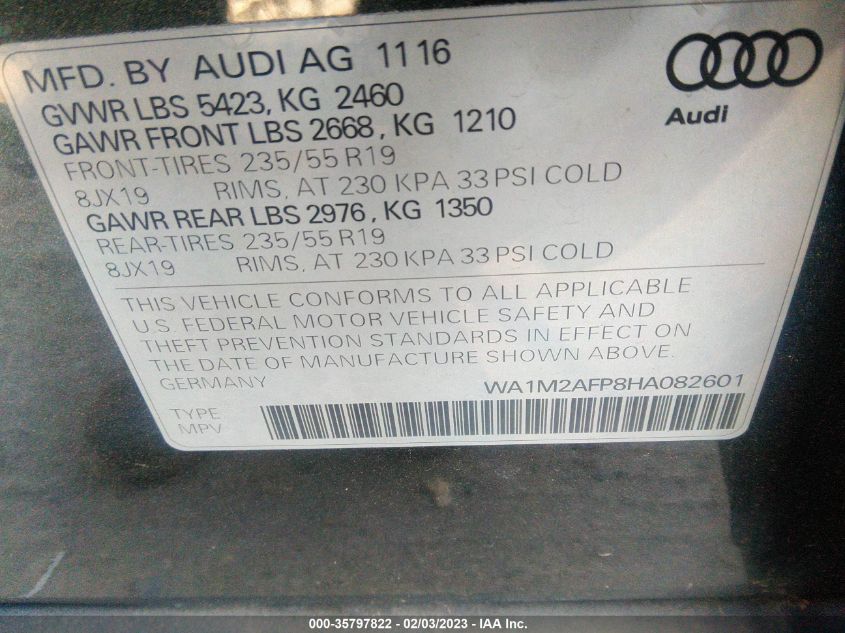 MFD. BY AUDI AG 11 16
GVWR LBS 5423, KG 2460
GAWR FRONT LBS 2668, KG 1210
FRONT-TIRES 235/55 R19
8JX19 RIMS, AT 230 KPA 33 PSI COLD
GAWR REAR LBS 2976, KG 1350
REAR-TIRES 235/55 R19
8JX19 RIMS, AT 230 KPA 33 PSI COLD
Audi
THIS VEHICLE CONFORMS TO ALL APPLICABLE
U.S. FEDERAL MOTOR VEHICLE SAFETY AND
THEFT PREVENTION STANDARDS IN EFFECT ON
THE DATE OF MANUFACTURE SHOWN ABOVE.
GERMANY WA1M2AFP8HA082601
TYPE
MPV
000-35797822 - 02/03/2023 - IAA Inc.